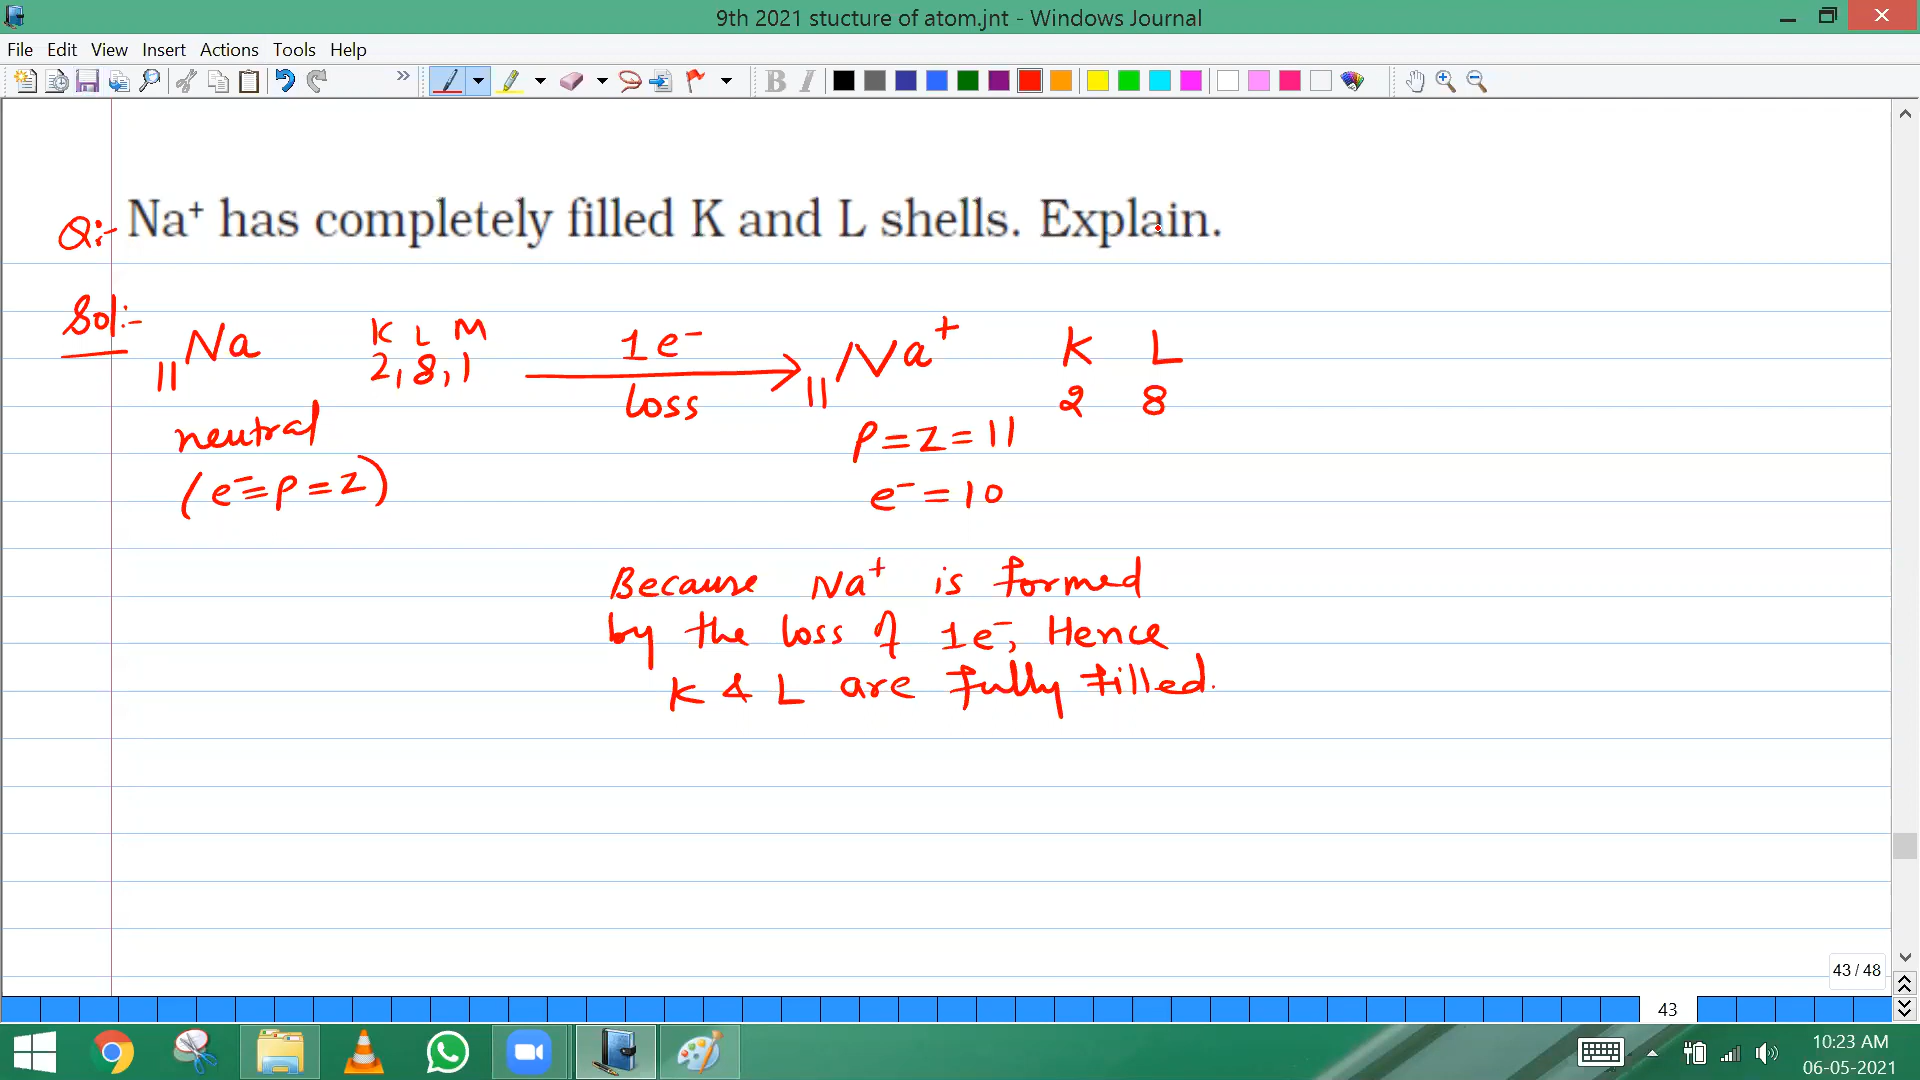 9th 2021 stucture of atom.jnt - Windows Journal
File Edit View Insert Actions Tools Help
Q:- Na⁺ has completely filled K and L shells. Explain.
Sol:-
K L M
₁₁Na 2, 8, 1 1e⁻ loss ₁₁Na⁺ K L
2 8
neutral
(e⁻=p=Z)
p=Z=11
e⁻=10
Because Na⁺ is formed
by the loss of 1e⁻, Hence
K & L are fully filled.
43 / 48
43
10:23 AM
06-05-2021